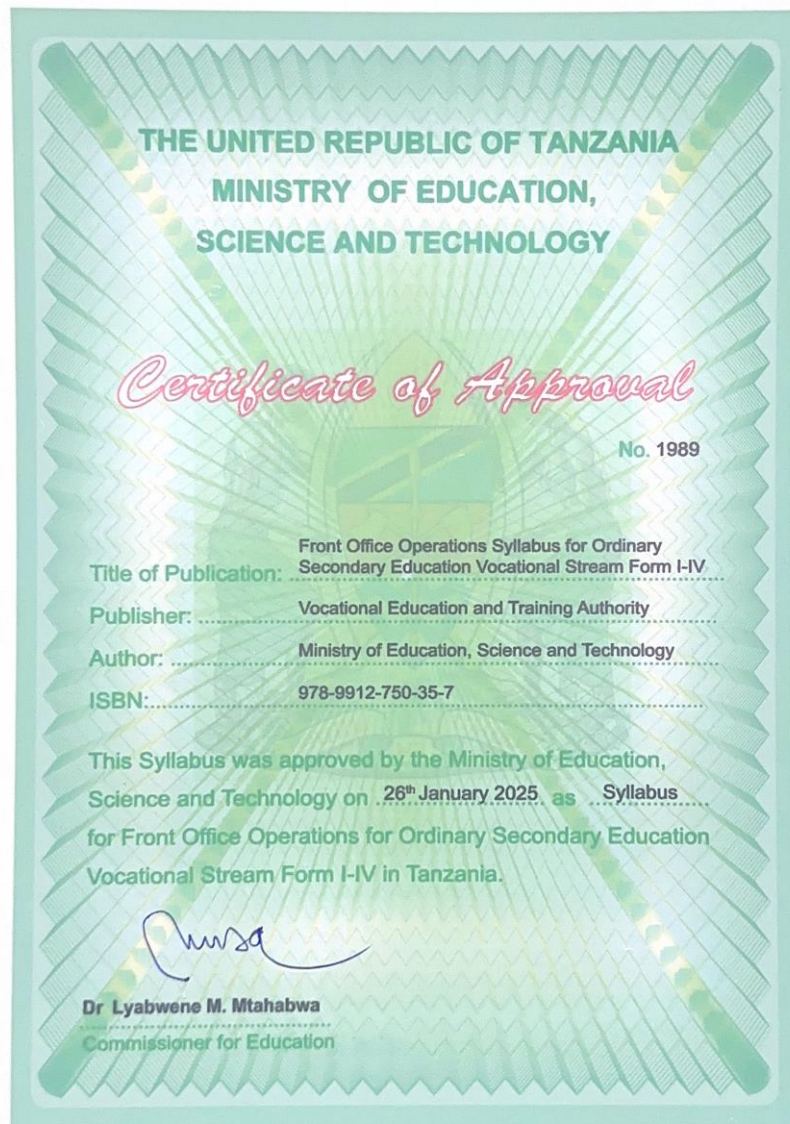 THE UNITED REPUBLIC OF TANZANIA
MINISTRY OF EDUCATION,
SCIENCE AND TECHNOLOGY
Certificate of Approval
No. 1989
Title of Publication: Front Office Operations Syllabus for Ordinary
Secondary Education Vocational Stream Form I-IV
Publisher: Vocational Education and Training Authority
Author: Ministry of Education, Science and Technology
ISBN: 978-9912-750-35-7
This Syllabus was approved by the Ministry of Education,
Science and Technology on 26th January 2025 as Syllabus
for Front Office Operations for Ordinary Secondary Education
Vocational Stream Form I-IV in Tanzania.
Dr Lyabwene M. Mtahabwa
Commissioner for Education